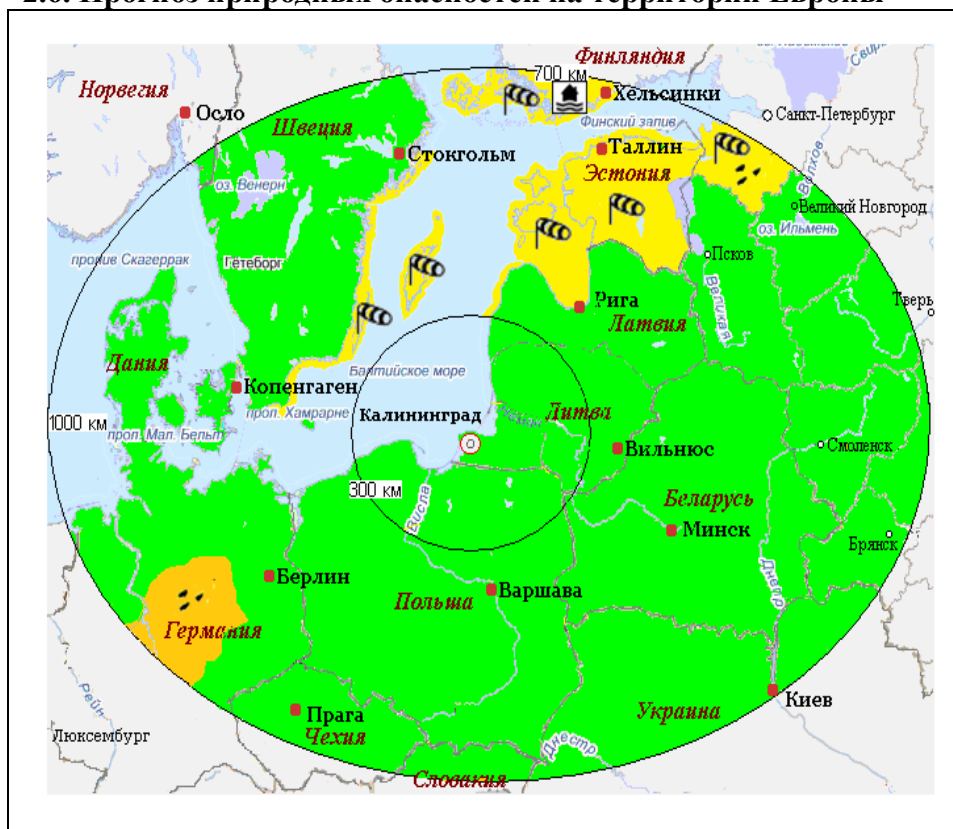 2.6. Прогноз природных опасностей на территории Европы
Финляндия
700 км
Норвегия
Хельсинки
Осло
Санкт-Петербург
Швеция
Финский залив
Волхов
Стокгольм
Таллин
Эстония
оз. Венерн
Великий Новгород
оз. Ильмень
Псков
пролив Скагеррак
Гетеборг
Великая
Рига
Тверь
Латвия
Дания
Балтийское море
Копенгаген
прол. Хамрарне
Калининград
Литва
1000 км
прол. Мал. Бельт
Вильнюс
Смоленск
300 км
Висла
Беларусь
Минск
Брянск
Берлин
Днепр
Польша
Варшава
Германия
Рейн
Прага
Украина
Киев
Чехия
Люксембург
Днестр
Словакия